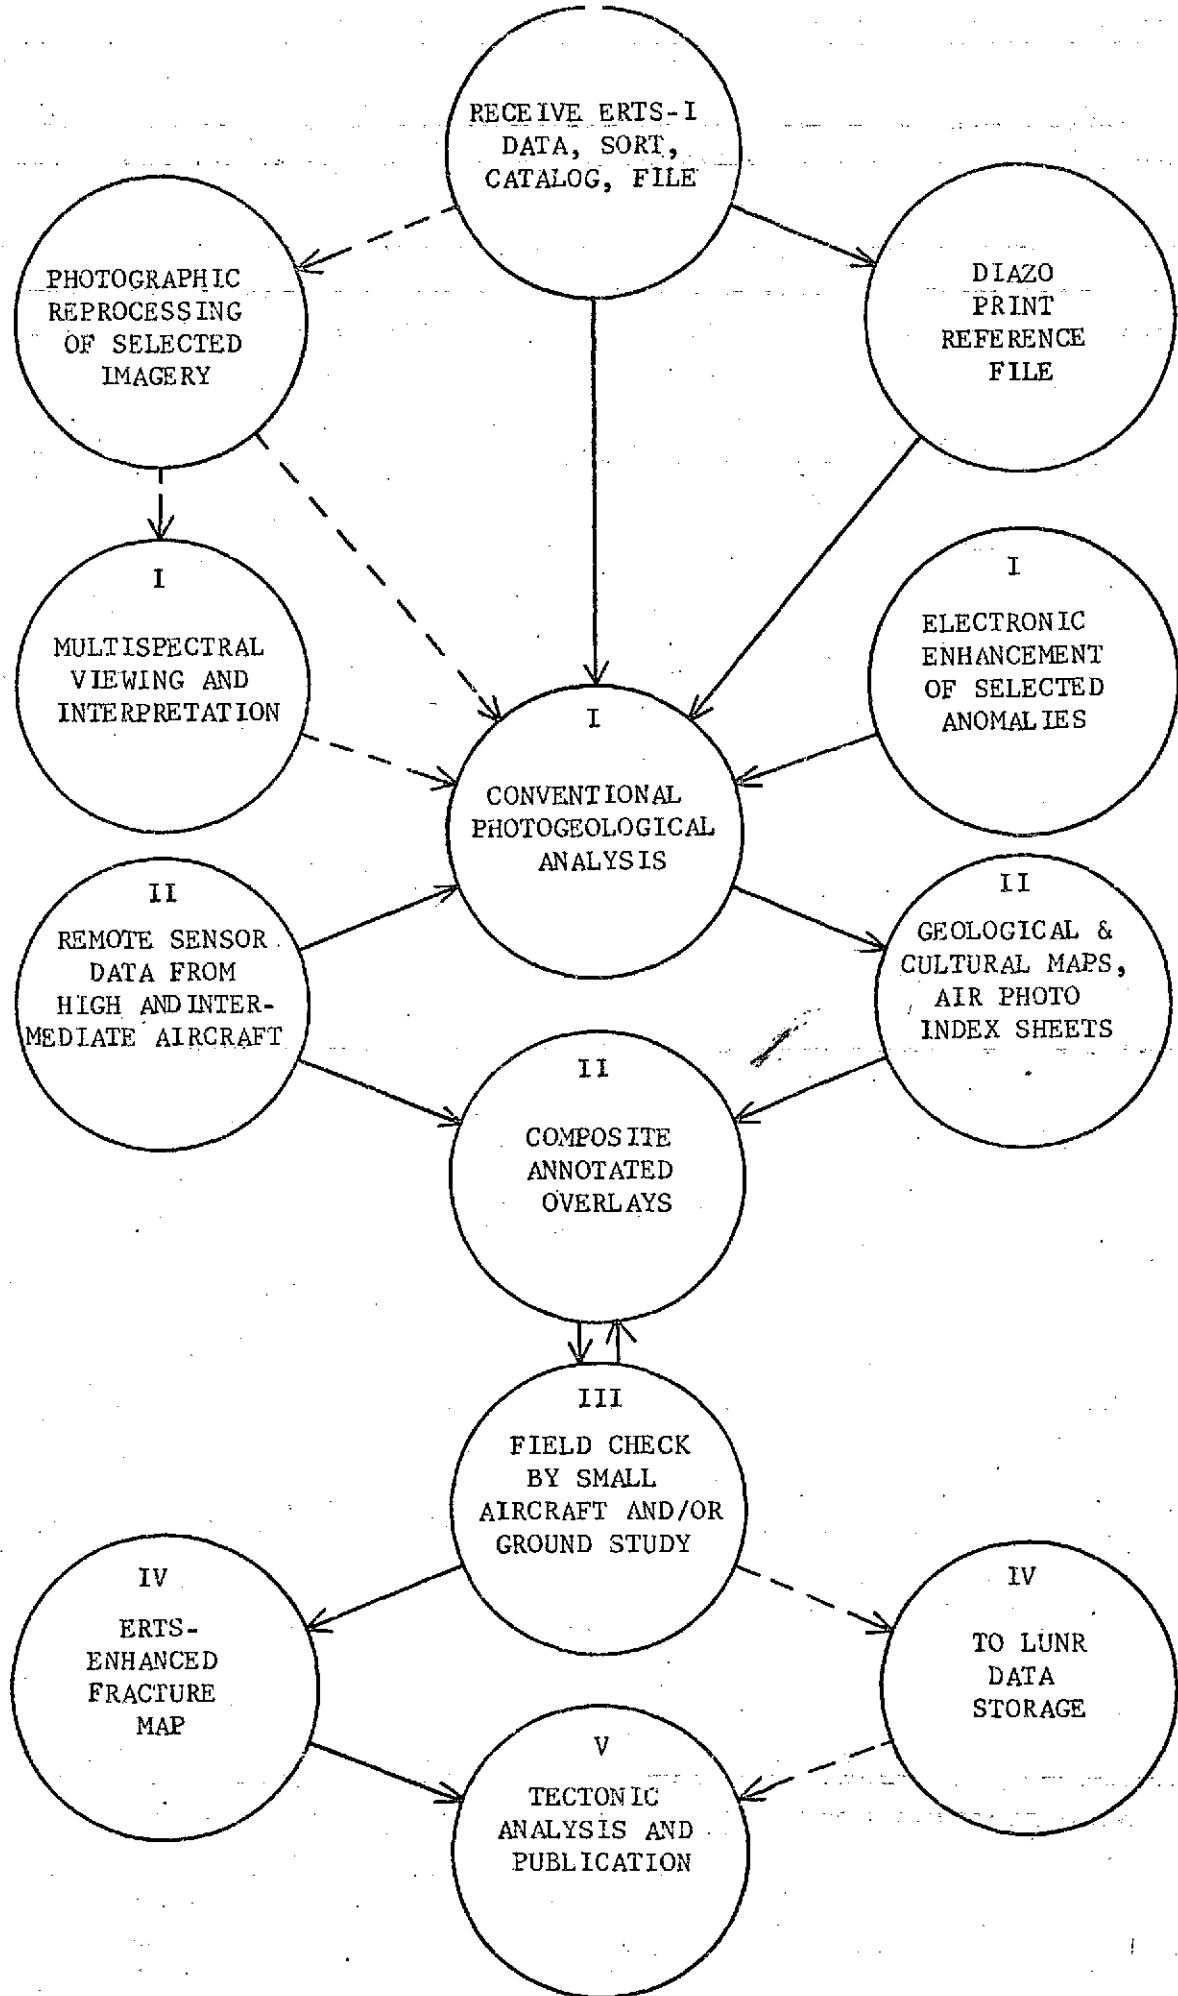 RECEIVE ERTS-I
DATA, SORT,
CATALOG, FILE
PHOTOGRAPHIC
REPROCESSING
OF SELECTED
IMAGERY
DIAZO
PRINT
REFERENCE
FILE
I
MULTISPECTRAL
VIEWING AND
INTERPRETATION
I
ELECTRONIC
ENHANCEMENT
OF SELECTED
ANOMALIES
I
CONVENTIONAL
PHOTOGEOLOGICAL
ANALYSIS
II
REMOTE SENSOR
DATA FROM
HIGH AND INTER-
MEDIATE AIRCRAFT
II
GEOLOGICAL &
CULTURAL MAPS,
AIR PHOTO
INDEX SHEETS
II
COMPOSITE
ANNOTATED
OVERLAYS
III
FIELD CHECK
BY SMALL
AIRCRAFT AND/OR
GROUND STUDY
IV
ERTS-
ENHANCED
FRACTURE
MAP
IV
TO LUNR
DATA
STORAGE
V
TECTONIC
ANALYSIS AND
PUBLICATION